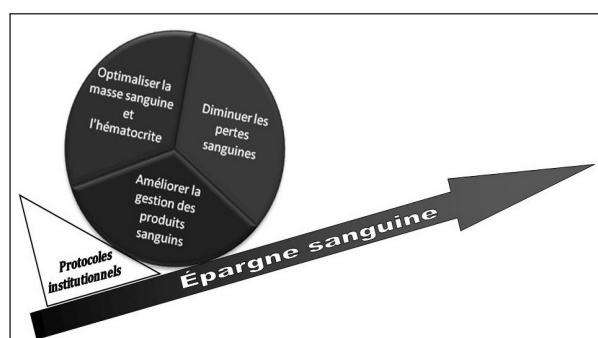 Optimaliser la
masse sanguine
et
l'hématocrite
Diminuer les
pertes
sanguines
Améliorer la
gestion des
produits
sanguins
Protocoles
institutionnels
Épargne sanguine